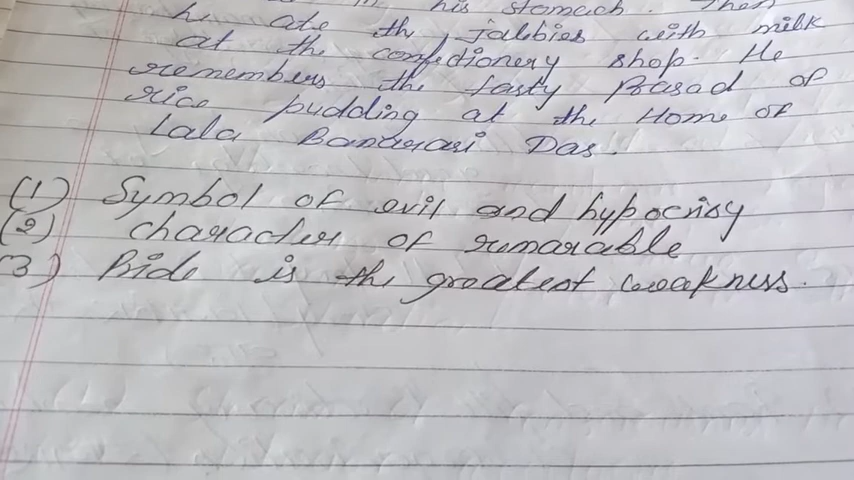 his stomach. Then
he ate the jalebies with milk
at the confectionery shop. He
remembers the tasty Prasad of
rice pudding at the Home of
Lala Banarasi Das.
(1) Symbol of evil and hypocrisy
(2) character of remarable
(3) Pride is the greatest weakness.